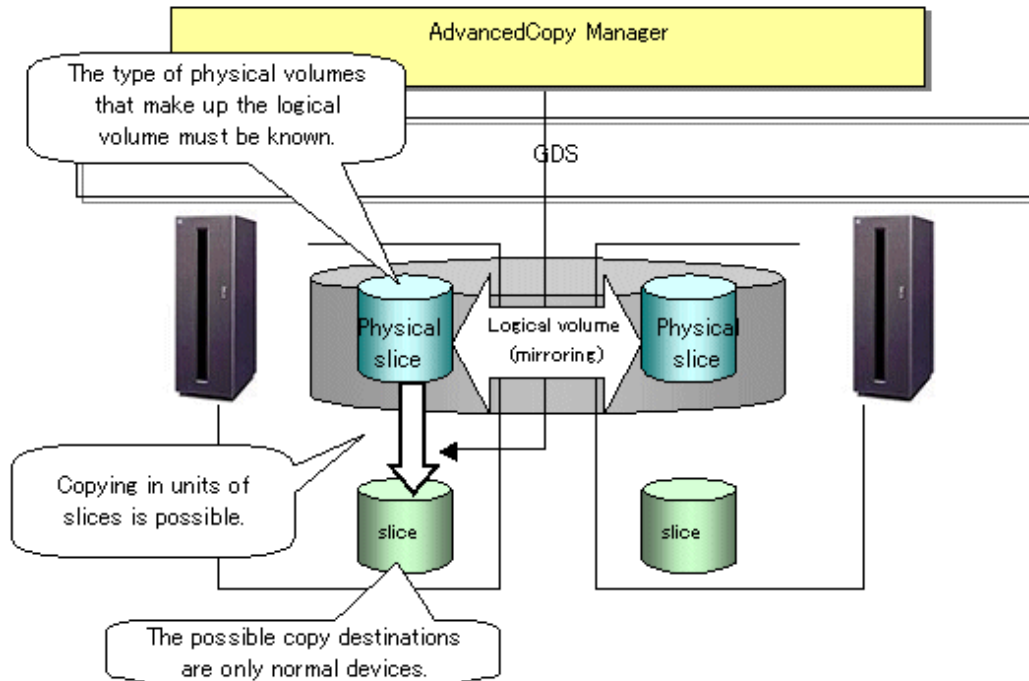 AdvancedCopy Manager
The type of physical volumes
that make up the logical
volume must be known.
GDS
Physical
slice
Logical volume
(mirroring)
Physical
slice
Copying in units of
slices is possible.
slice
slice
The possible copy destinations
are only normal devices.